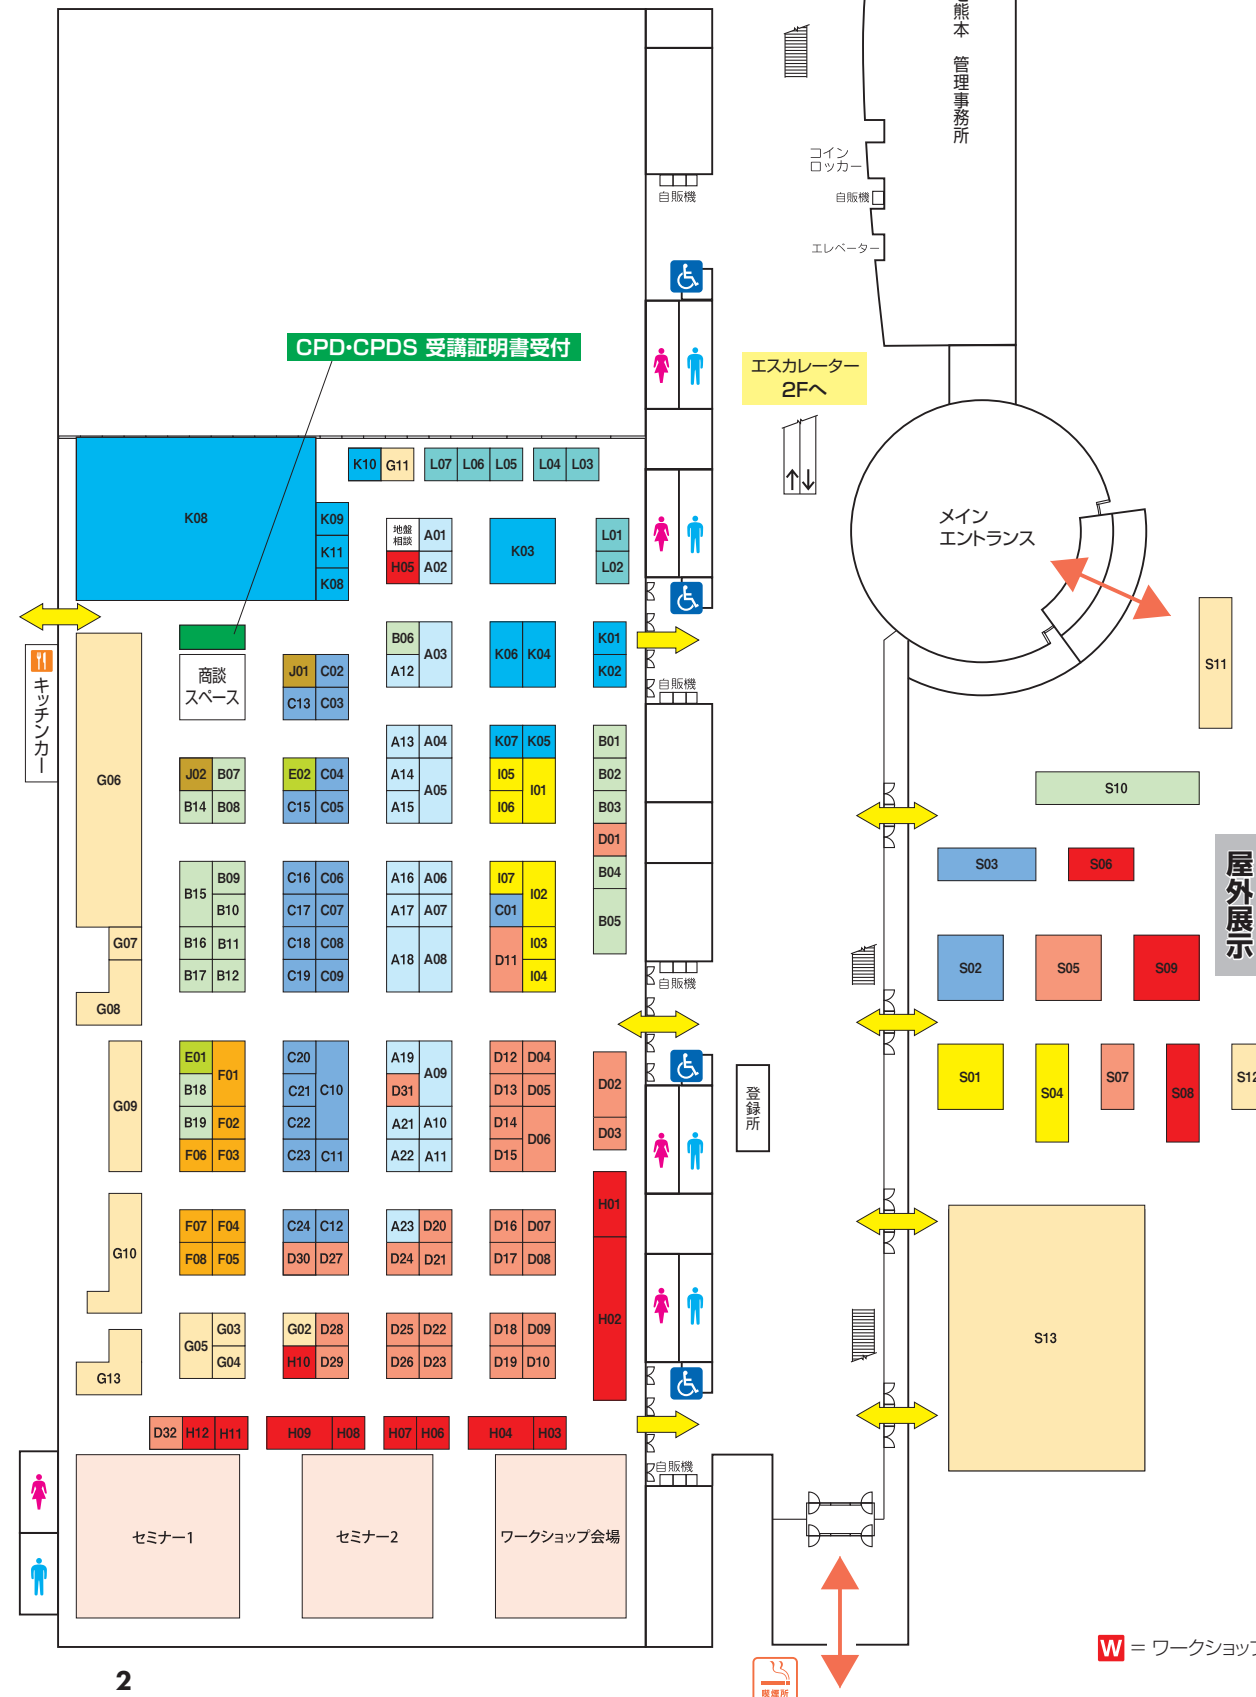 熊本 管理事務所
コイン
ロッカー
自販機
自販機
エレベーター
CPD・CPDS 受講証明書受付
エスカレーター
2Fへ
K10 G11 L07 L06 L05 L04 L03
K08 K09
K11
K08
地盤
相談 A01
H05 A02
K03
L01
L02
メイン
エントランス
B06 A03
A12
K06 K04
K01
K02
自販機
S11
商談
スペース
J01 C02
C13 C03
キッチンカー
G06
A13 A04
A14 A05
A15
K07 K05
I05 I01
I06
B01
B02
B03
D01
B04
B05
J02 B07
B14 B08
E02 C04
C15 C05
S10
S03 S06
屋外展示
B15 B09
B10
B16 B11
B17 B12
C16 C06
C17 C07
C18 C08
C19 C09
A16 A06
A17 A07
A18 A08
I07 I02
C01
D11 I03
I04
G07
G08
自販機
S02 S05 S09
S01 S04 S07 S08 S12
G09
E01 F01
B18
B19 F02
F06 F03
C20 C10
C21
C22
C23 C11
A19 A09
D31
A21 A10
A22 A11
D12 D04
D13 D05
D14 D06
D15
D02
D03
登録所
H01
H02
G10
F07 F04
F08 F05
C24 C12
D30 D27
A23 D20
D24 D21
D16 D07
D17 D08
S13
G13
G05 G03
G04
G02 D28
H10 D29
D25 D22
D26 D23
D18 D09
D19 D10
D32 H12 H11 H09 H08 H07 H06 H04 H03
自販機
セミナー1 セミナー2 ワークショップ会場
W = ワークショップ
喫煙所
2